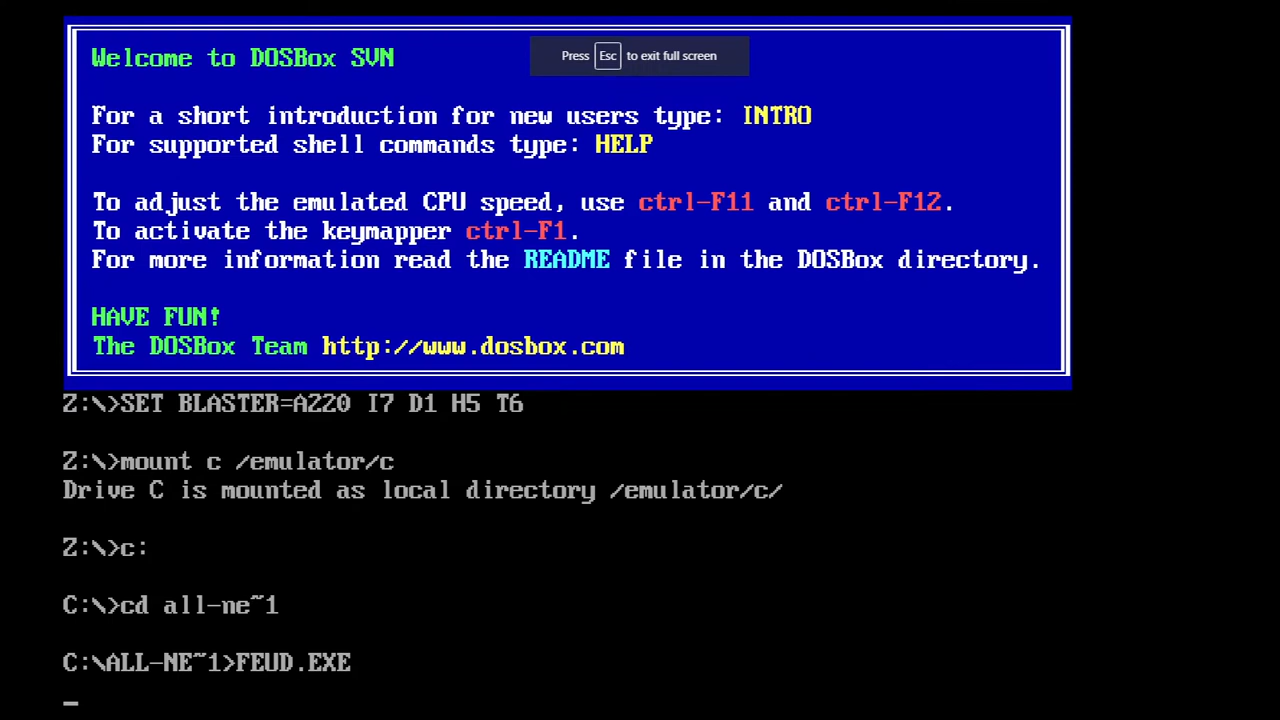 Welcome to DOSBox SVN
Press Esc to exit full screen
For a short introduction for new users type: INTRO
For supported shell commands type: HELP
To adjust the emulated CPU speed, use ctrl-F11 and ctrl-F12.
To activate the keymapper ctrl-F1.
For more information read the README file in the DOSBox directory.
HAVE FUN!
The DOSBox Team http://www.dosbox.com
Z:\>SET BLASTER=A220 I7 D1 H5 T6
Z:\>mount c /emulator/c
Drive C is mounted as local directory /emulator/c/
Z:\>c:
C:\>cd all-ne~1
C:\ALL-NE~1>FEUD.EXE